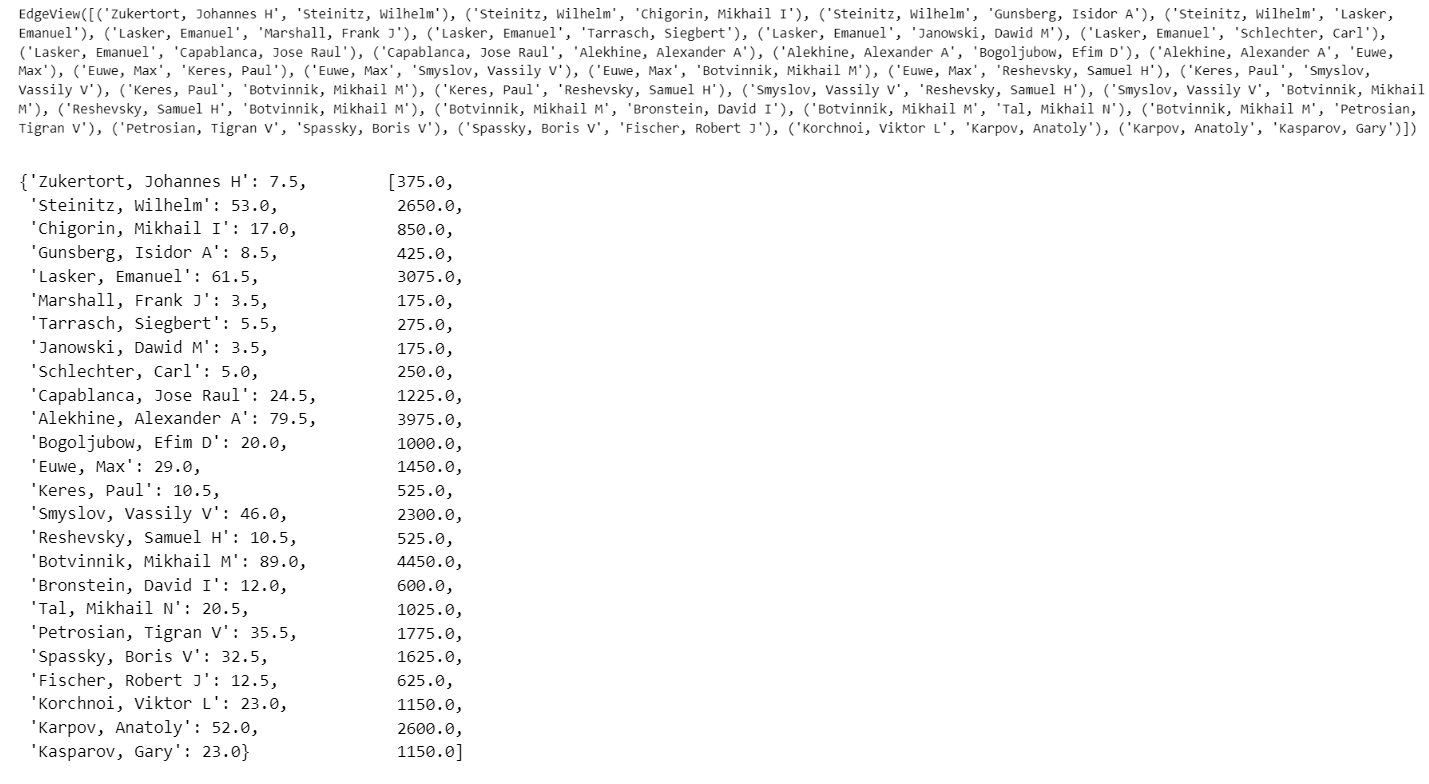 EdgeView([('Zukertort, Johannes H', 'Steinitz, Wilhelm'), ('Steinitz, Wilhelm', 'Chigorin, Mikhail I'), ('Steinitz, Wilhelm', 'Gunsberg, Isidor A'), ('Steinitz, Wilhelm', 'Lasker,
Emanuel'), ('Lasker, Emanuel', 'Marshall, Frank J'), ('Lasker, Emanuel', 'Tarrasch, Siegbert'), ('Lasker, Emanuel', 'Janowski, Dawid M'), ('Lasker, Emanuel', 'Schlechter, Carl'),
('Lasker, Emanuel', 'Capablanca, Jose Raul'), ('Capablanca, Jose Raul', 'Alekhine, Alexander A'), ('Alekhine, Alexander A', 'Bogoljubow, Efim D'), ('Alekhine, Alexander A', 'Euwe,
Max'), ('Euwe, Max', 'Keres, Paul'), ('Euwe, Max', 'Smyslov, Vassily V'), ('Euwe, Max', 'Botvinnik, Mikhail M'), ('Euwe, Max', 'Reshevsky, Samuel H'), ('Keres, Paul', 'Smyslov,
Vassily V'), ('Keres, Paul', 'Botvinnik, Mikhail M'), ('Keres, Paul', 'Reshevsky, Samuel H'), ('Smyslov, Vassily V', 'Reshevsky, Samuel H'), ('Smyslov, Vassily V', 'Botvinnik, Mikhail
M'), ('Reshevsky, Samuel H', 'Botvinnik, Mikhail M'), ('Botvinnik, Mikhail M', 'Bronstein, David I'), ('Botvinnik, Mikhail M', 'Tal, Mikhail N'), ('Botvinnik, Mikhail M', 'Petrosian,
Tigran V'), ('Petrosian, Tigran V', 'Spassky, Boris V'), ('Spassky, Boris V', 'Fischer, Robert J'), ('Korchnoi, Viktor L', 'Karpov, Anatoly'), ('Karpov, Anatoly', 'Kasparov, Gary')])
{'Zukertort, Johannes H': 7.5, [375.0,
'Steinitz, Wilhelm': 53.0, 2650.0,
'Chigorin, Mikhail I': 17.0, 850.0,
'Gunsberg, Isidor A': 8.5, 425.0,
'Lasker, Emanuel': 61.5, 3075.0,
'Marshall, Frank J': 3.5, 175.0,
'Tarrasch, Siegbert': 5.5, 275.0,
'Janowski, Dawid M': 3.5, 175.0,
'Schlechter, Carl': 5.0, 250.0,
'Capablanca, Jose Raul': 24.5, 1225.0,
'Alekhine, Alexander A': 79.5, 3975.0,
'Bogoljubow, Efim D': 20.0, 1000.0,
'Euwe, Max': 29.0, 1450.0,
'Keres, Paul': 10.5, 525.0,
'Smyslov, Vassily V': 46.0, 2300.0,
'Reshevsky, Samuel H': 10.5, 525.0,
'Botvinnik, Mikhail M': 89.0, 4450.0,
'Bronstein, David I': 12.0, 600.0,
'Tal, Mikhail N': 20.5, 1025.0,
'Petrosian, Tigran V': 35.5, 1775.0,
'Spassky, Boris V': 32.5, 1625.0,
'Fischer, Robert J': 12.5, 625.0,
'Korchnoi, Viktor L': 23.0, 1150.0,
'Karpov, Anatoly': 52.0, 2600.0,
'Kasparov, Gary': 23.0} 1150.0]